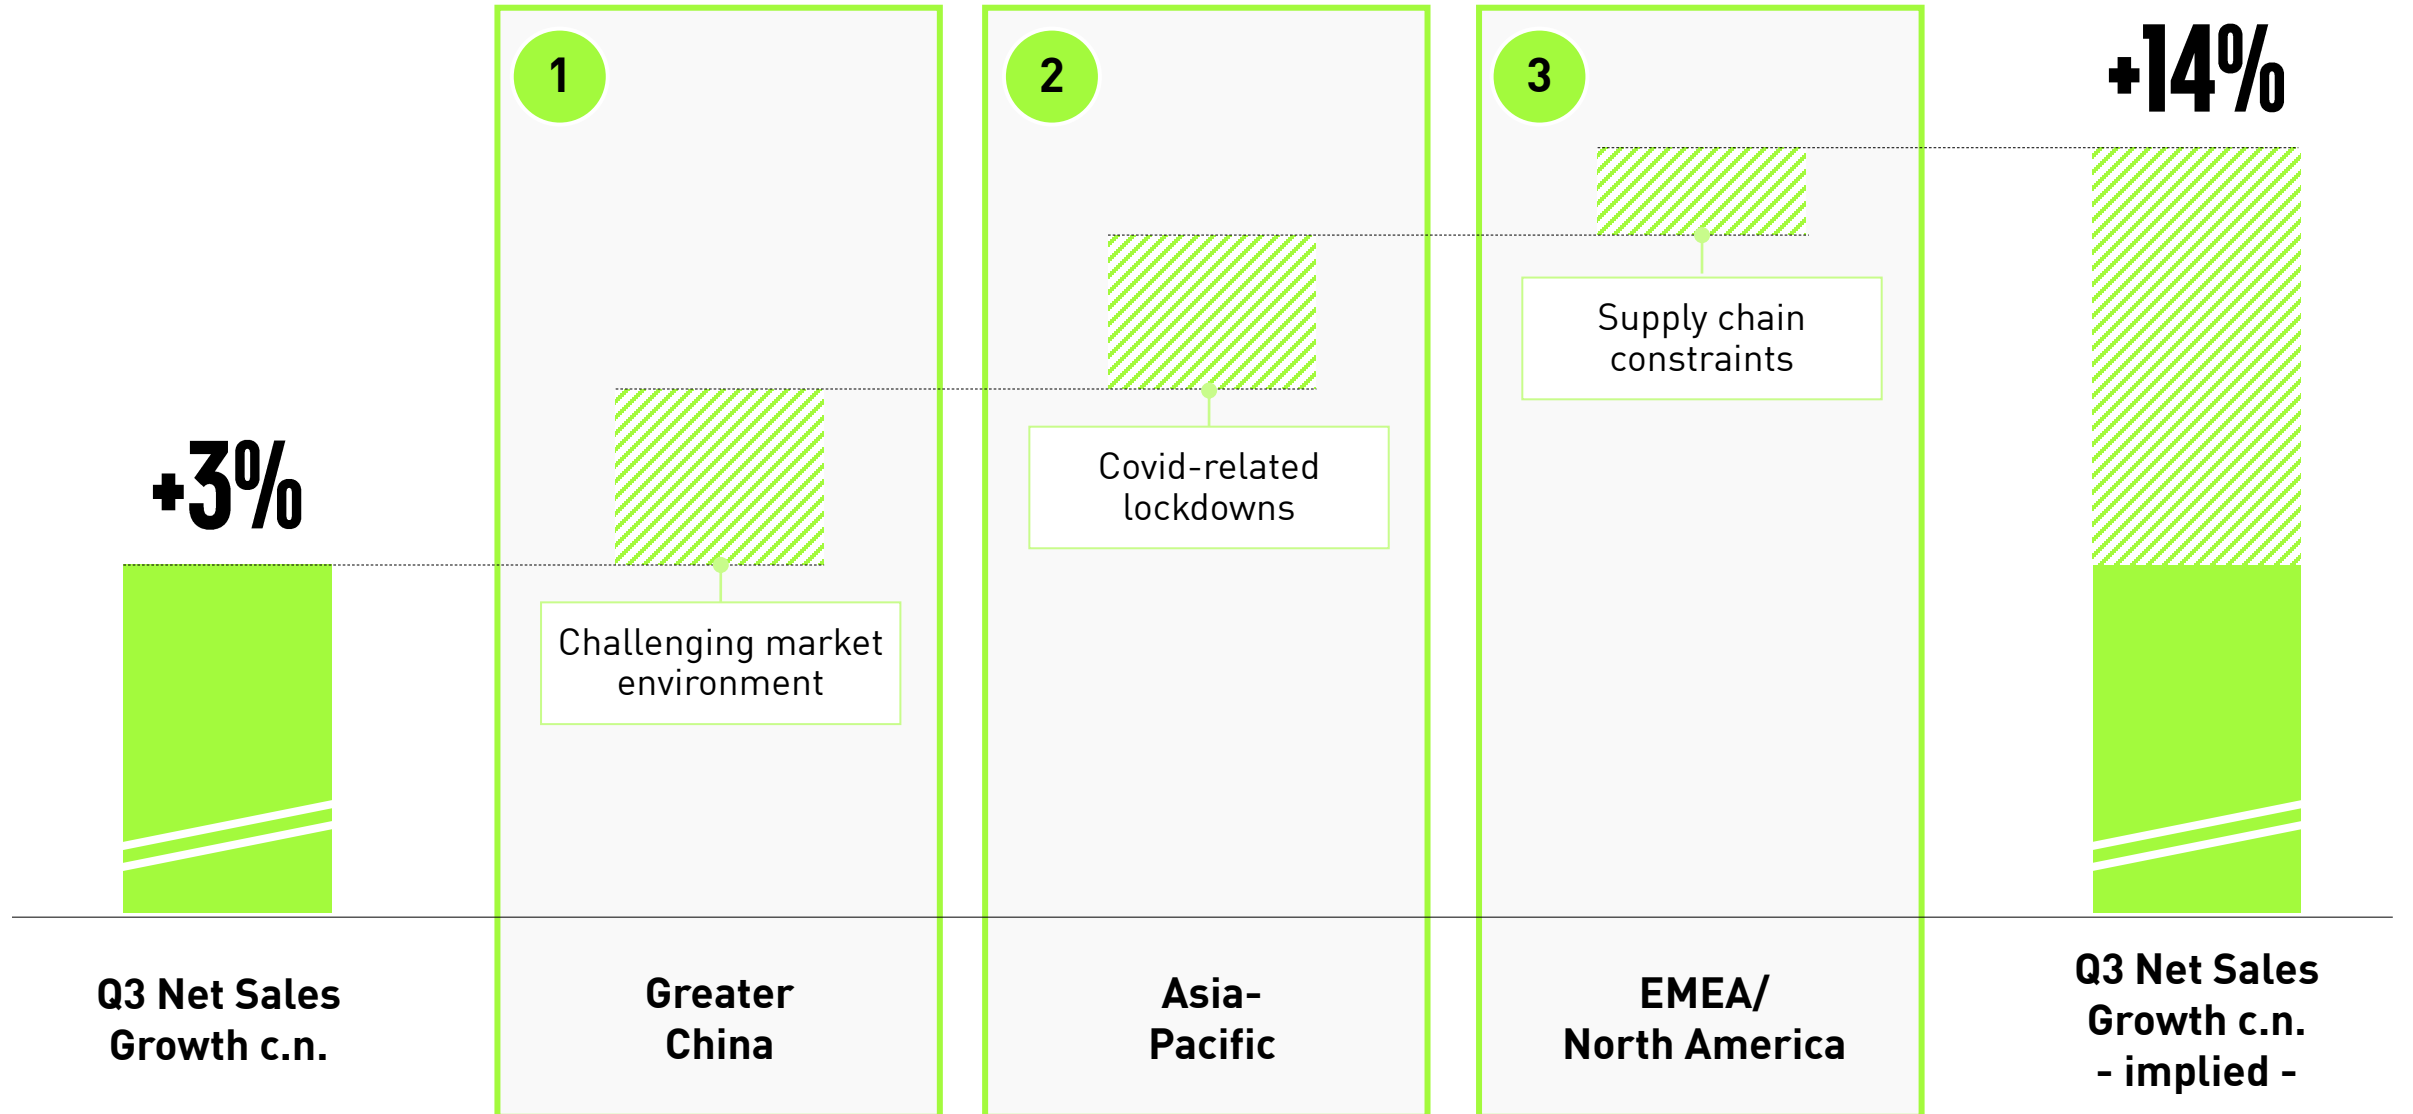 1
2
3
+14%
+3%
Supply chain
constraints
Covid-related
lockdowns
Challenging market
environment
Q3 Net Sales
Growth c.n.
Greater
China
Asia-
Pacific
EMEA/
North America
Q3 Net Sales
Growth c.n.
- implied -